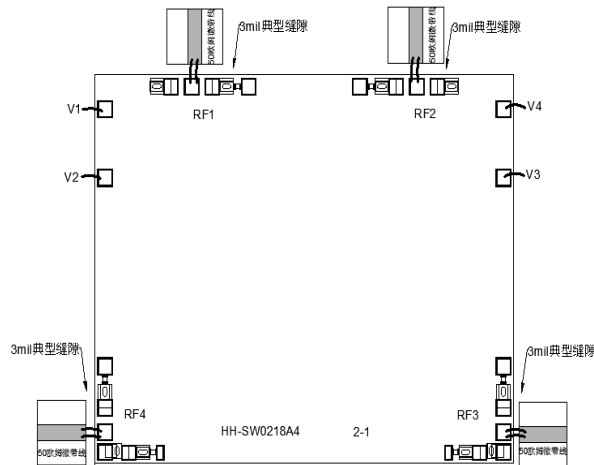 50欧姆微带线
3mil典型缝隙
50欧姆微带线
3mil典型缝隙
V1
RF1
RF2
V4
V2
V3
3mil典型缝隙
3mil典型缝隙
RF4
HH-SW0218A4
2-1
RF3
50欧姆微带线
50欧姆微带线